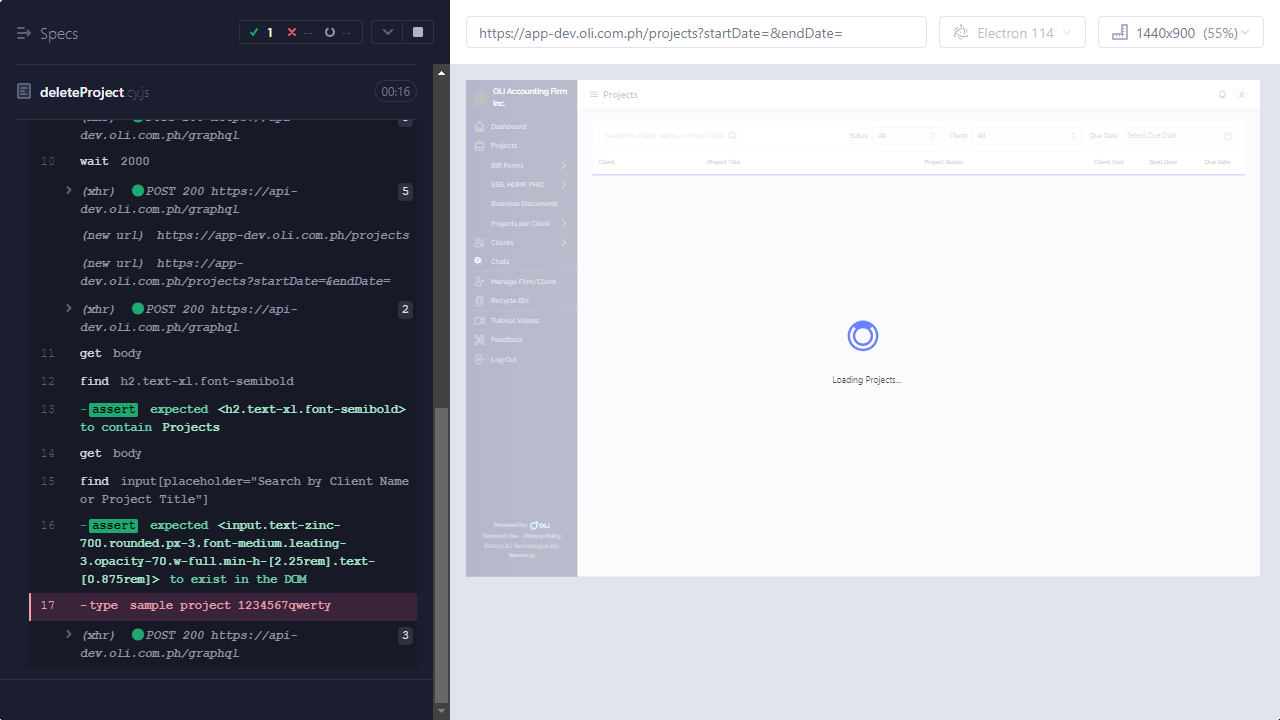 Specs
1 -- --
deleteProject.cy.js
00:16
dev.oli.com.ph/graphql
10 wait 2000
(xhr) POST 200 https://api-dev.oli.com.ph/graphql 5
(new url) https://app-dev.oli.com.ph/projects
(new url) https://app-
dev.oli.com.ph/projects?startDate=&endDate=
(xhr) POST 200 https://api-
dev.oli.com.ph/graphql 2
11 get body
12 find h2.text-xl.font-semibold
13 -assert expected <h2.text-xl.font-semibold>
to contain Projects
14 get body
15 find input[placeholder="Search by Client Name
or Project Title"]
16 -assert expected <input.text-zinc-
700.rounded.px-3.font-medium.leading-
5.opacity-70.w-full.min-h-[2.25rem].text-
[0.875rem]> to exist in the DOM
17 -type sample project 1234567qwerty
(xhr) POST 200 https://api-
dev.oli.com.ph/graphql 3
https://app-dev.oli.com.ph/projects?startDate=&endDate=
Electron 114
1440x900 (55%)
OLi Accounting Firm
Inc.
Dashboard
Projects
BIR Forms
SSS, HDMF, PHIC
Business Documents
Projects per Client
Clients
Chats
Manage Firm/Client
Recycle Bin
Tutorial Videos
Feedback
Log Out
Powered by OLi
Terms of Use Privacy Policy
©2023 OLi Technologies Inc.
Projects
JI
Search by Client Name or Project Title
Status All
Client All
Due Date Select Due Date
Client Project Title Project Status Client Task Start Date Due Date
Loading Projects...